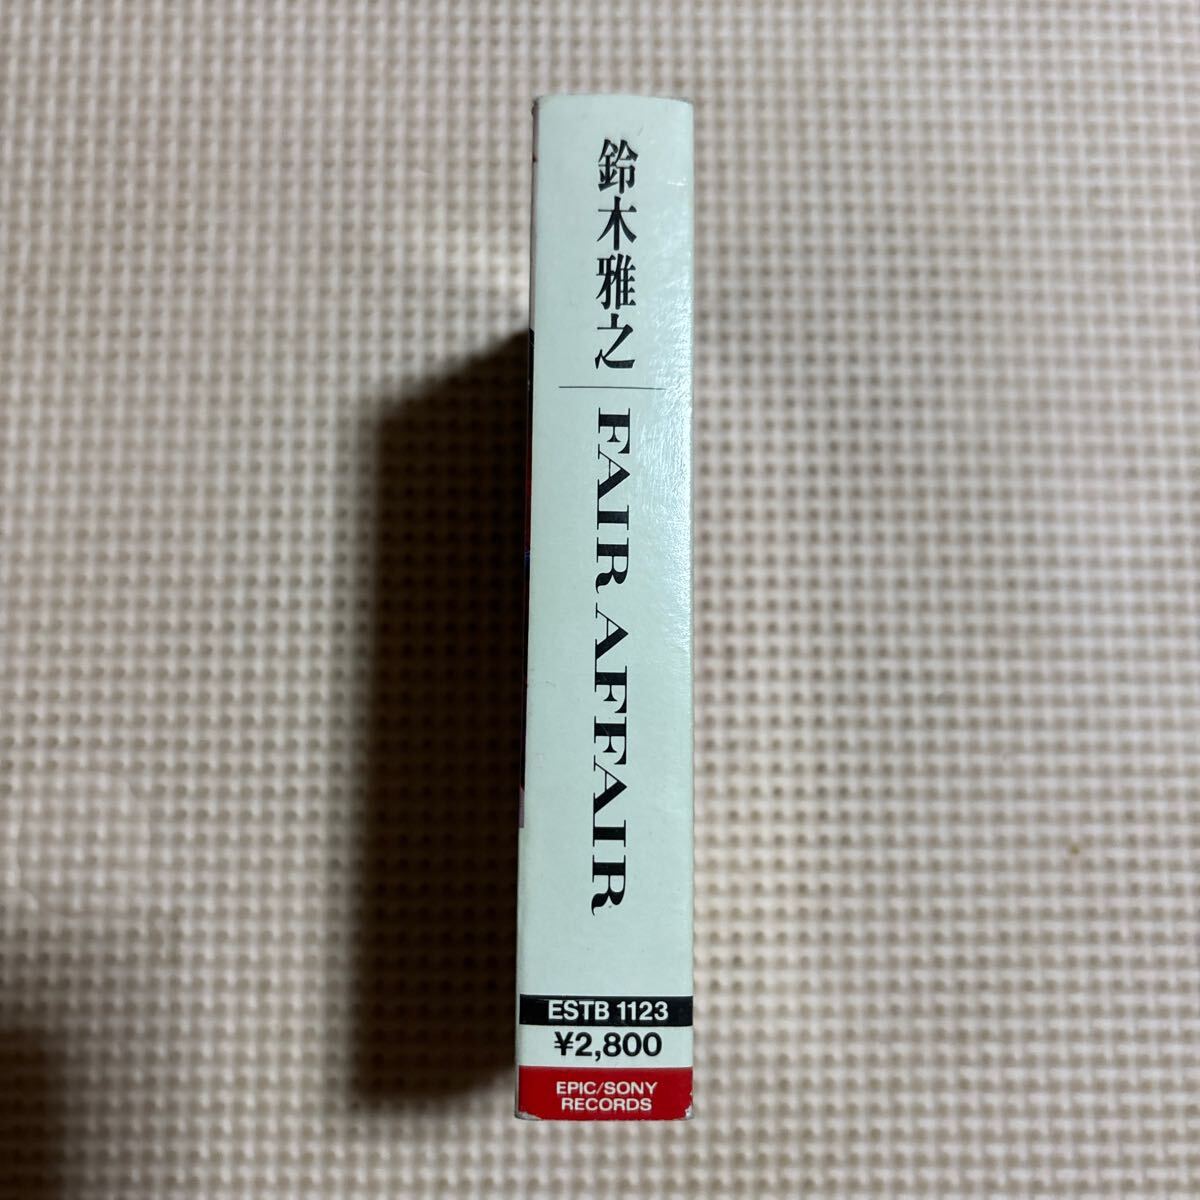 鈴木雅之
FAIR AFFAIR
ESTB 1123
¥2,800
EPIC/SONY
RECORDS